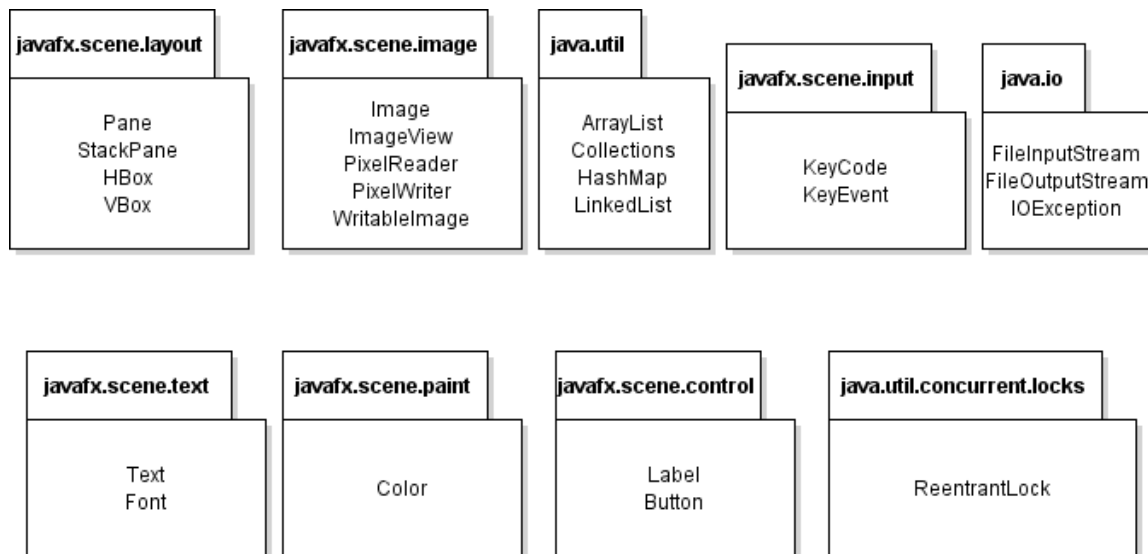 javafx.scene.layout
Pane
StackPane
HBox
VBox
javafx.scene.image
Image
ImageView
PixelReader
PixelWriter
WritableImage
java.util
ArrayList
Collections
HashMap
LinkedList
javafx.scene.input
KeyCode
KeyEvent
java.io
FileInputStream
FileOutputStream
IOException
javafx.scene.text
Text
Font
javafx.scene.paint
Color
javafx.scene.control
Label
Button
java.util.concurrent.locks
ReentrantLock